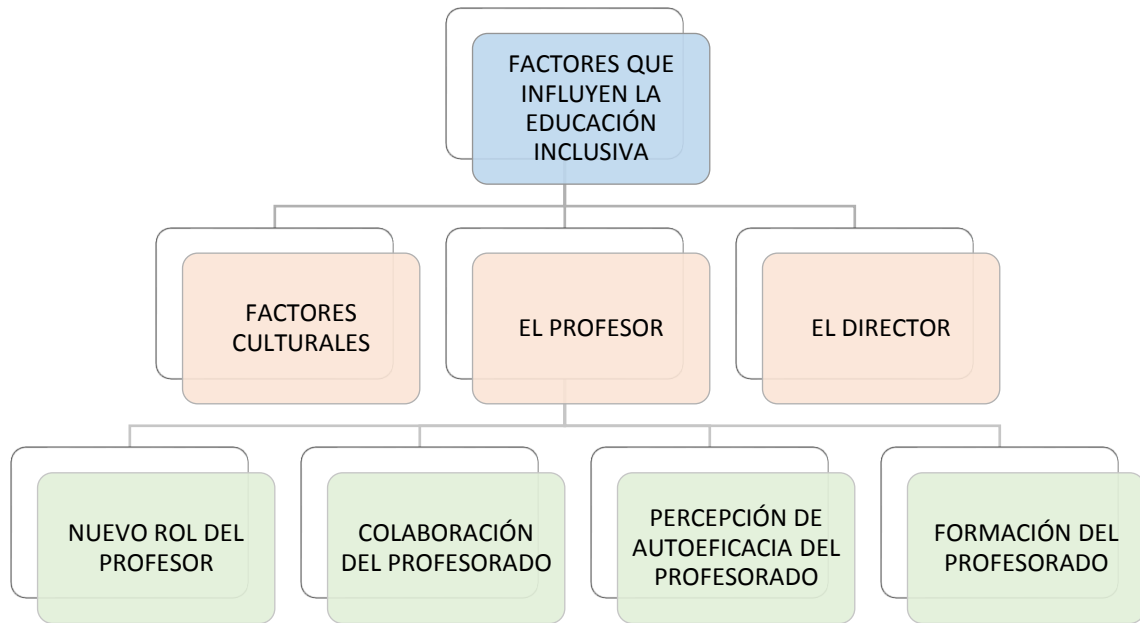 FACTORES QUE
INFLUYEN LA
EDUCACIÓN
INCLUSIVA
FACTORES
CULTURALES
EL PROFESOR
EL DIRECTOR
NUEVO ROL DEL
PROFESOR
COLABORACIÓN
DEL PROFESORADO
PERCEPCIÓN DE
AUTOEFICACIA DEL
PROFESORADO
FORMACIÓN DEL
PROFESORADO